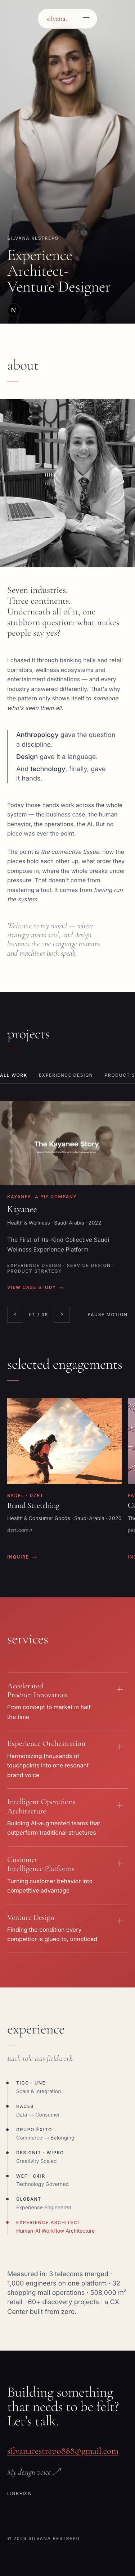 silvana.
SILVANA RESTREPO
Experience
Architect-
Venture Designer
N
about
Seven industries.
Three continents.
Underneath all of it, one
stubborn question: what makes
people say yes?
I chased it through banking halls and retail
corridors, wellness ecosystems and
entertainment destinations — and every
industry answered differently. That's why
the pattern only shows itself to someone
who's seen them all.
Anthropology gave the question
a discipline.
Design gave it language.
And technology, finally, gave
it hands.
Today those hands work across the whole
system — the business case, the human
behavior, the operations, the AI. But no
piece was ever the point.
The point is the connective tissue: how the
pieces hold each other up, what order they
compose in, where the whole breaks under
pressure. That doesn't come from
mastering a tool. It comes from having run
the system.
Welcome to my world — where
strategy meets soul, and design
becomes the one language humans
and machines both speak.
projects
ALL WORK EXPERIENCE DESIGN PRODUCT S
The Kayanee Story
KAYANEE, A PIF COMPANY
Kayanee
Health & Wellness · Saudi Arabia · 2022
The First-of-Its-Kind Collective Saudi
Wellness Experience Platform
EXPERIENCE DESIGN · SERVICE DESIGN ·
PRODUCT STRATEGY
VIEW CASE STUDY →
‹ 01 / 06 › PAUSE MOTION
selected engagements
BADEL · DZRT
Brand Stretching
Health & Consumer Goods · Saudi Arabia · 2026
dzrt.com↗
INQUIRE →
services
Accelerated
Product Innovation
From concept to market in half
the time
Experience Orchestration
Harmonizing thousands of
touchpoints into one resonant
brand voice
Intelligent Operations
Architecture
Building AI-augmented teams that
outperform traditional structures
Customer
Intelligence Platforms
Turning customer behavior into
competitive advantage
Venture Design
Finding the condition every
competitor is glued to, unnoticed
experience
Each role was fieldwork.
TIGO · UNE
Scale & Integration
HACEB
Data → Consumer
GRUPO ÉXITO
Commerce → Belonging
DESIGNIT · WIPRO
Creativity Scaled
WEF · C4IR
Technology Governed
GLOBANT
Experience Engineered
EXPERIENCE ARCHITECT
Human–AI Workflow Architecture
Measured in: 3 telecoms merged ·
1,000 engineers on one platform · 32
shopping mall operations · 508,000 m²
retail · 60+ discovery projects · a CX
Center built from zero.
Building something
that needs to be felt?
Let's talk.
silvanarestrepo888@gmail.com
My design voice ↗
LINKEDIN
© 2026 SILVANA RESTREPO